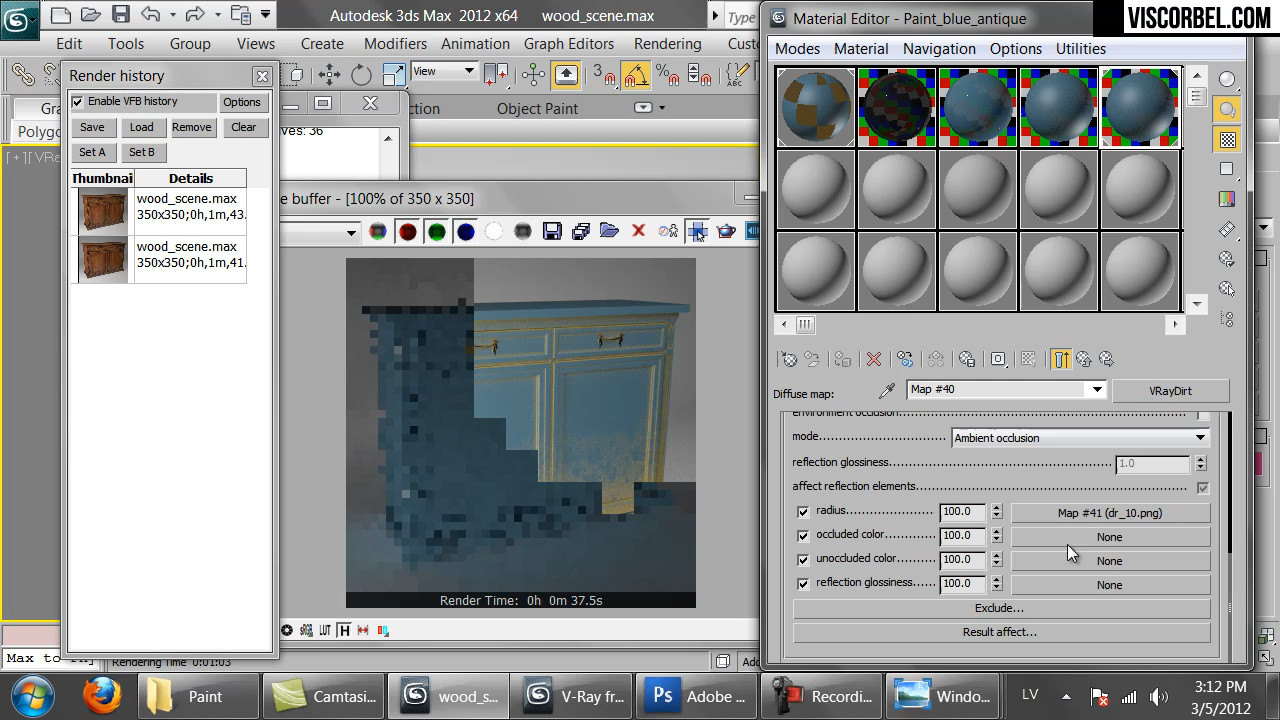 Autodesk 3ds Max 2012 x64 wood_scene.max
Type
Material Editor - Paint_blue_antique
VISCORBEL.COM
Edit Tools Group Views Create Modifiers Animation Graph Editors Rendering
Modes Material Navigation Options Utilities
Render history
View
3
ABC
Enable VFB history Options
Object Paint
Save Load Remove Clear
[ + ]
Set A Set B
Thumbnai Details
wood_scene.max
350x350;0h,1m,43.
wood_scene.max
350x350;0h,1m,41.
e buffer - [100% of 350 x 350]
Render Time: 0h 0m 37.5s
LUT H
Diffuse map: Map #40 VRayDirt
environment occlusion
mode Ambient occlusion
reflection glossiness 1.0
affect reflection elements
radius 100.0 Map #41 (dr_10.png)
occluded color 100.0 None
unoccluded color 100.0 None
reflection glossiness 100.0 None
Exclude...
Result affect...
Rendering Time 0:01:03
Paint
Camtasi...
wood_s...
V-Ray fr...
Ps Adobe ...
Recordi...
Windo...
LV
3:12 PM
3/5/2012